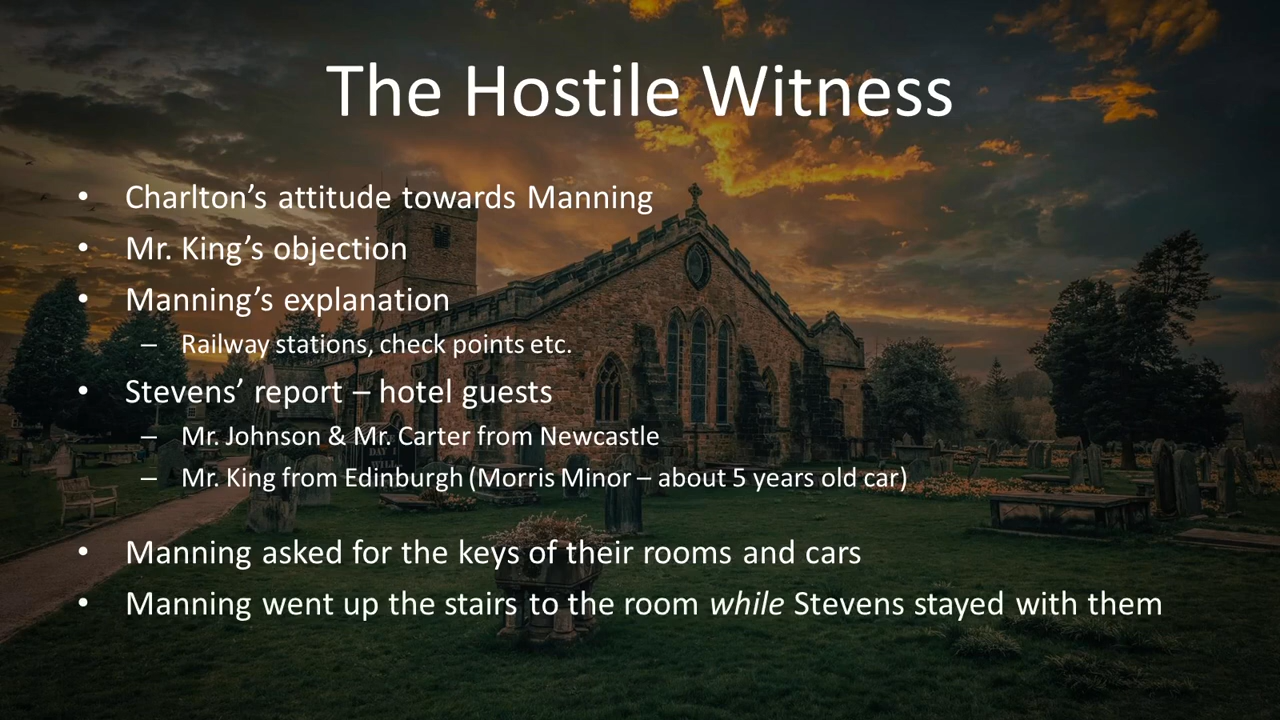 The Hostile Witness
• Charlton’s attitude towards Manning
• Mr. King’s objection
• Manning’s explanation
– Railway stations, check points etc.
• Stevens’ report – hotel guests
– Mr. Johnson & Mr. Carter from Newcastle
– Mr. King from Edinburgh (Morris Minor – about 5 years old car)
• Manning asked for the keys of their rooms and cars
• Manning went up the stairs to the room while Stevens stayed with them